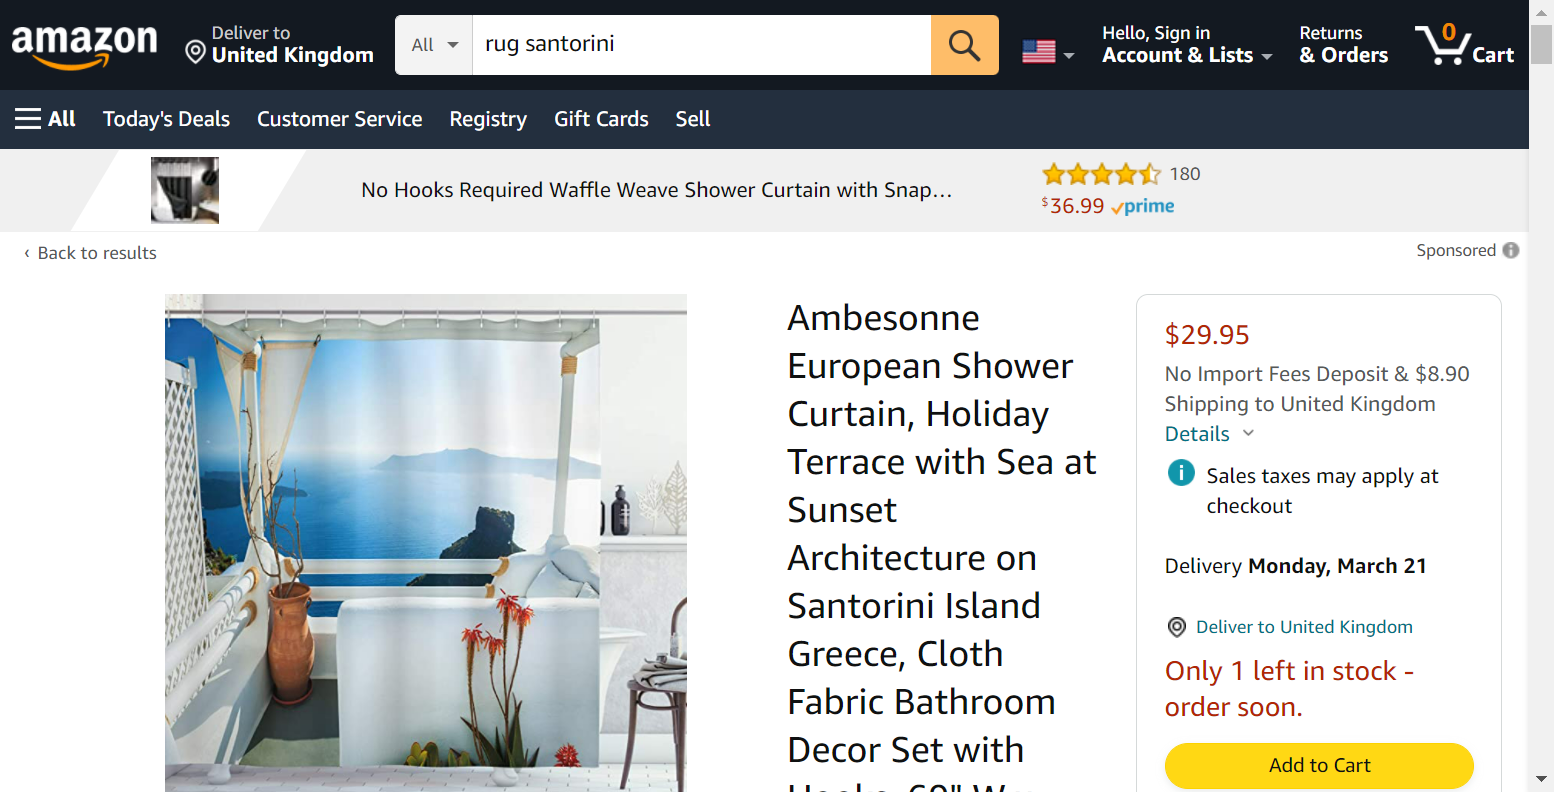 amazon
Deliver to
United Kingdom
All
rug santorini
Hello, Sign in
Account & Lists
Returns
& Orders
0
Cart
All
Today's Deals
Customer Service
Registry
Gift Cards
Sell
No Hooks Required Waffle Weave Shower Curtain with Snap…
180
$36.99 prime
‹ Back to results
Sponsored
Ambesonne
European Shower
Curtain, Holiday
Terrace with Sea at
Sunset
Architecture on
Santorini Island
Greece, Cloth
Fabric Bathroom
Decor Set with
$29.95
No Import Fees Deposit & $8.90
Shipping to United Kingdom
Details
Sales taxes may apply at
checkout
Delivery Monday, March 21
Deliver to United Kingdom
Only 1 left in stock -
order soon.
Add to Cart